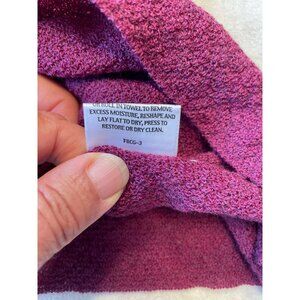 OR ROLL IN TOWEL TO REMOVE
EXCESS MOISTURE, RESHAPE AND
LAY FLAT TO DRY, PRESS TO
RESTORE OR DRY CLEAN.
FBCG-3